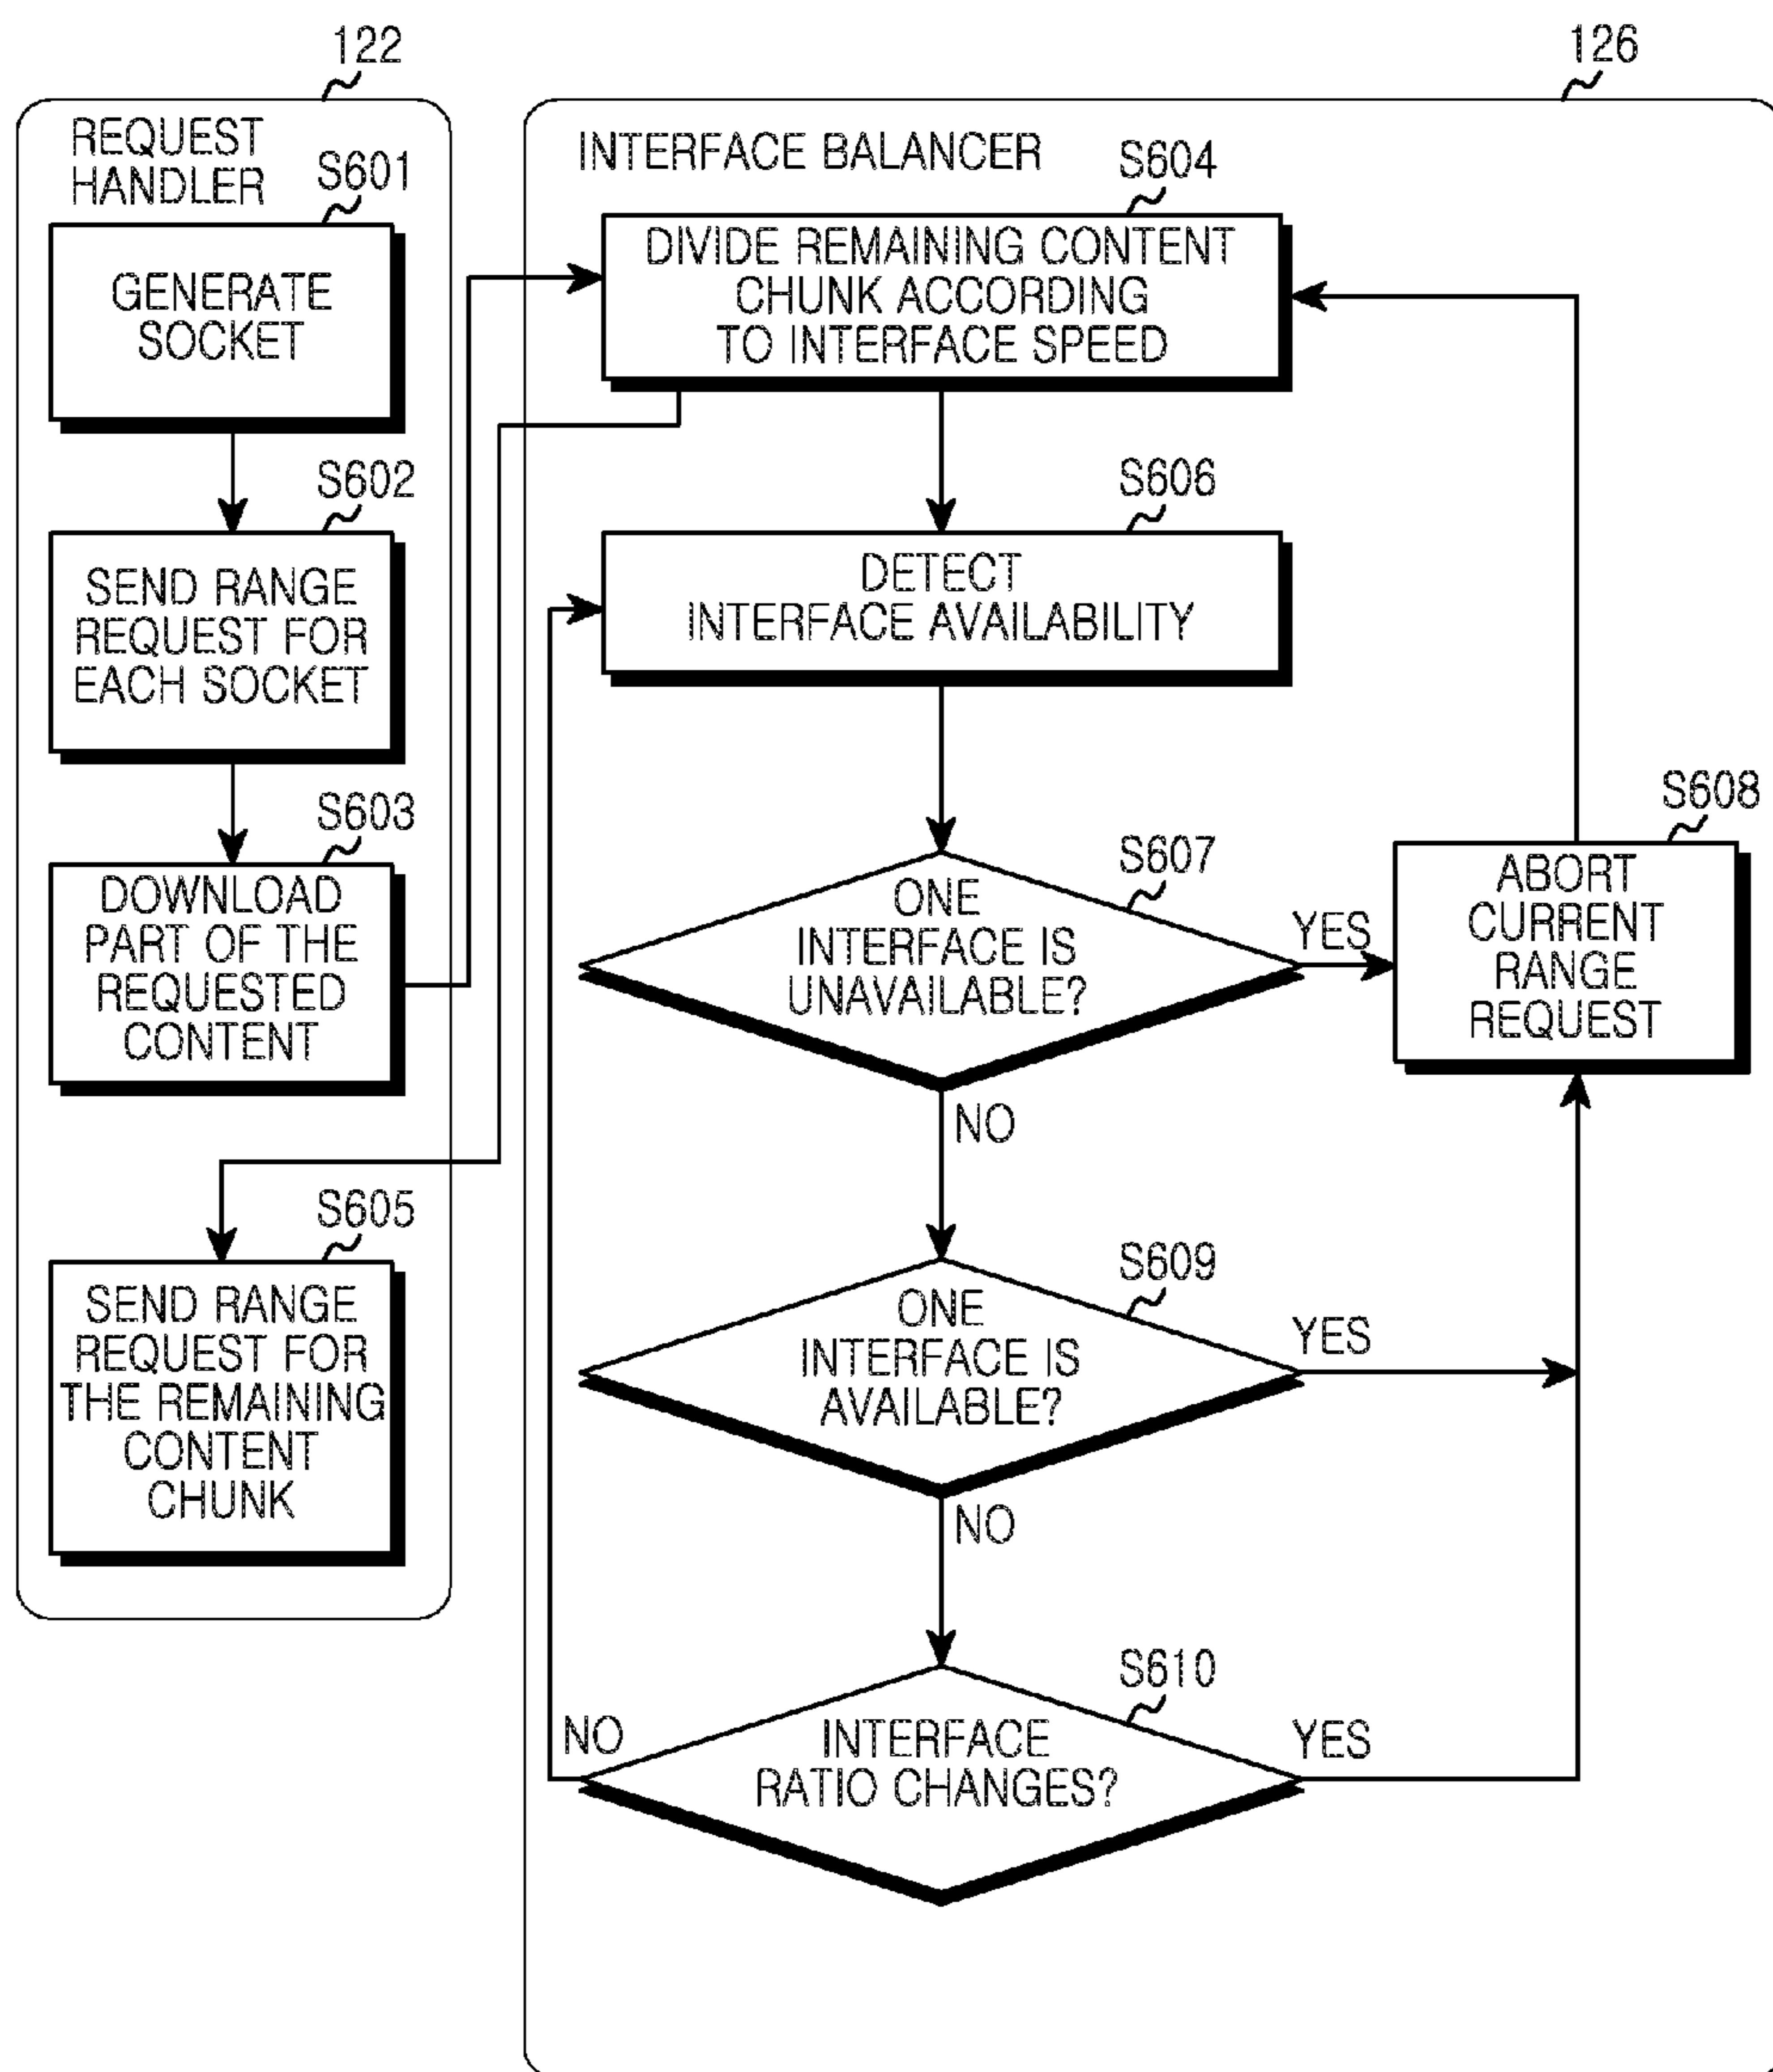 122
REQUEST
HANDLER
S601
GENERATE
SOCKET
S602
SEND RANGE
REQUEST FOR
EACH SOCKET
S603
DOWNLOAD
PART OF THE
REQUESTED
CONTENT
S605
SEND RANGE
REQUEST FOR
THE REMAINING
CONTENT
CHUNK
126
INTERFACE BALANCER
S604
DIVIDE REMAINING CONTENT
CHUNK ACCORDING
TO INTERFACE SPEED
S606
DETECT
INTERFACE AVAILABILITY
S607
ONE
INTERFACE IS
UNAVAILABLE?
YES
NO
S608
ABORT
CURRENT
RANGE
REQUEST
S609
ONE
INTERFACE IS
AVAILABLE?
YES
NO
S610
INTERFACE
RATIO CHANGES?
NO
YES